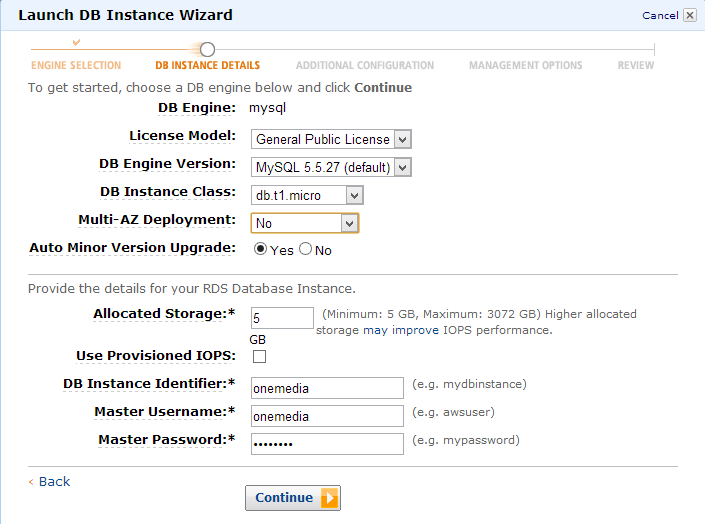 Launch DB Instance Wizard
Cancel
ENGINE SELECTION
DB INSTANCE DETAILS
ADDITIONAL CONFIGURATION
MANAGEMENT OPTIONS
REVIEW
To get started, choose a DB engine below and click Continue
DB Engine: mysql
License Model: General Public License
DB Engine Version: MySQL 5.5.27 (default)
DB Instance Class: db.t1.micro
Multi-AZ Deployment: No
Auto Minor Version Upgrade: Yes No
Provide the details for your RDS Database Instance.
Allocated Storage:* 5 (Minimum: 5 GB, Maximum: 3072 GB) Higher allocated
storage may improve IOPS performance.
GB
Use Provisioned IOPS:
DB Instance Identifier:* onemedia (e.g. mydbinstance)
Master Username:* onemedia (e.g. awsuser)
Master Password:* •••••••• (e.g. mypassword)
< Back
Continue